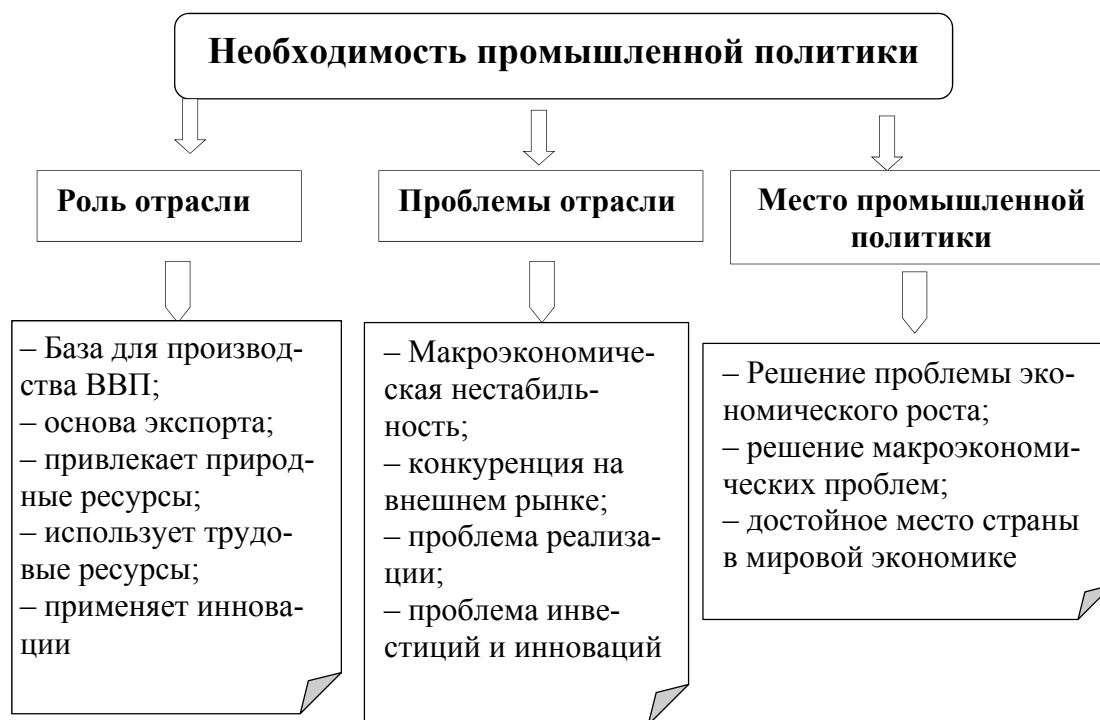 Необходимость промышленной политики
Роль отрасли
Проблемы отрасли
Место промышленной
политики
– База для производ-
ства ВВП;
– основа экспорта;
– привлекает природ-
ные ресурсы;
– использует трудо-
вые ресурсы;
– применяет иннова-
ции
– Макроэкономиче-
ская нестабиль-
ность;
– конкуренция на
внешнем рынке;
– проблема реализа-
ции;
– проблема инве-
стиций и инноваций
– Решение проблемы эко-
номического роста;
– решение макроэкономи-
ческих проблем;
– достойное место страны
в мировой экономике